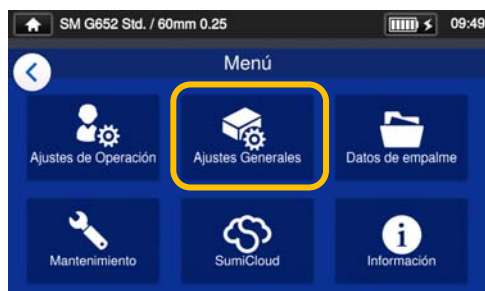 SM G652 Std. / 60mm 0.25 09:49
Menú
Ajustes de Operación Ajustes Generales Datos de empalme
Mantenimiento SumiCloud Información